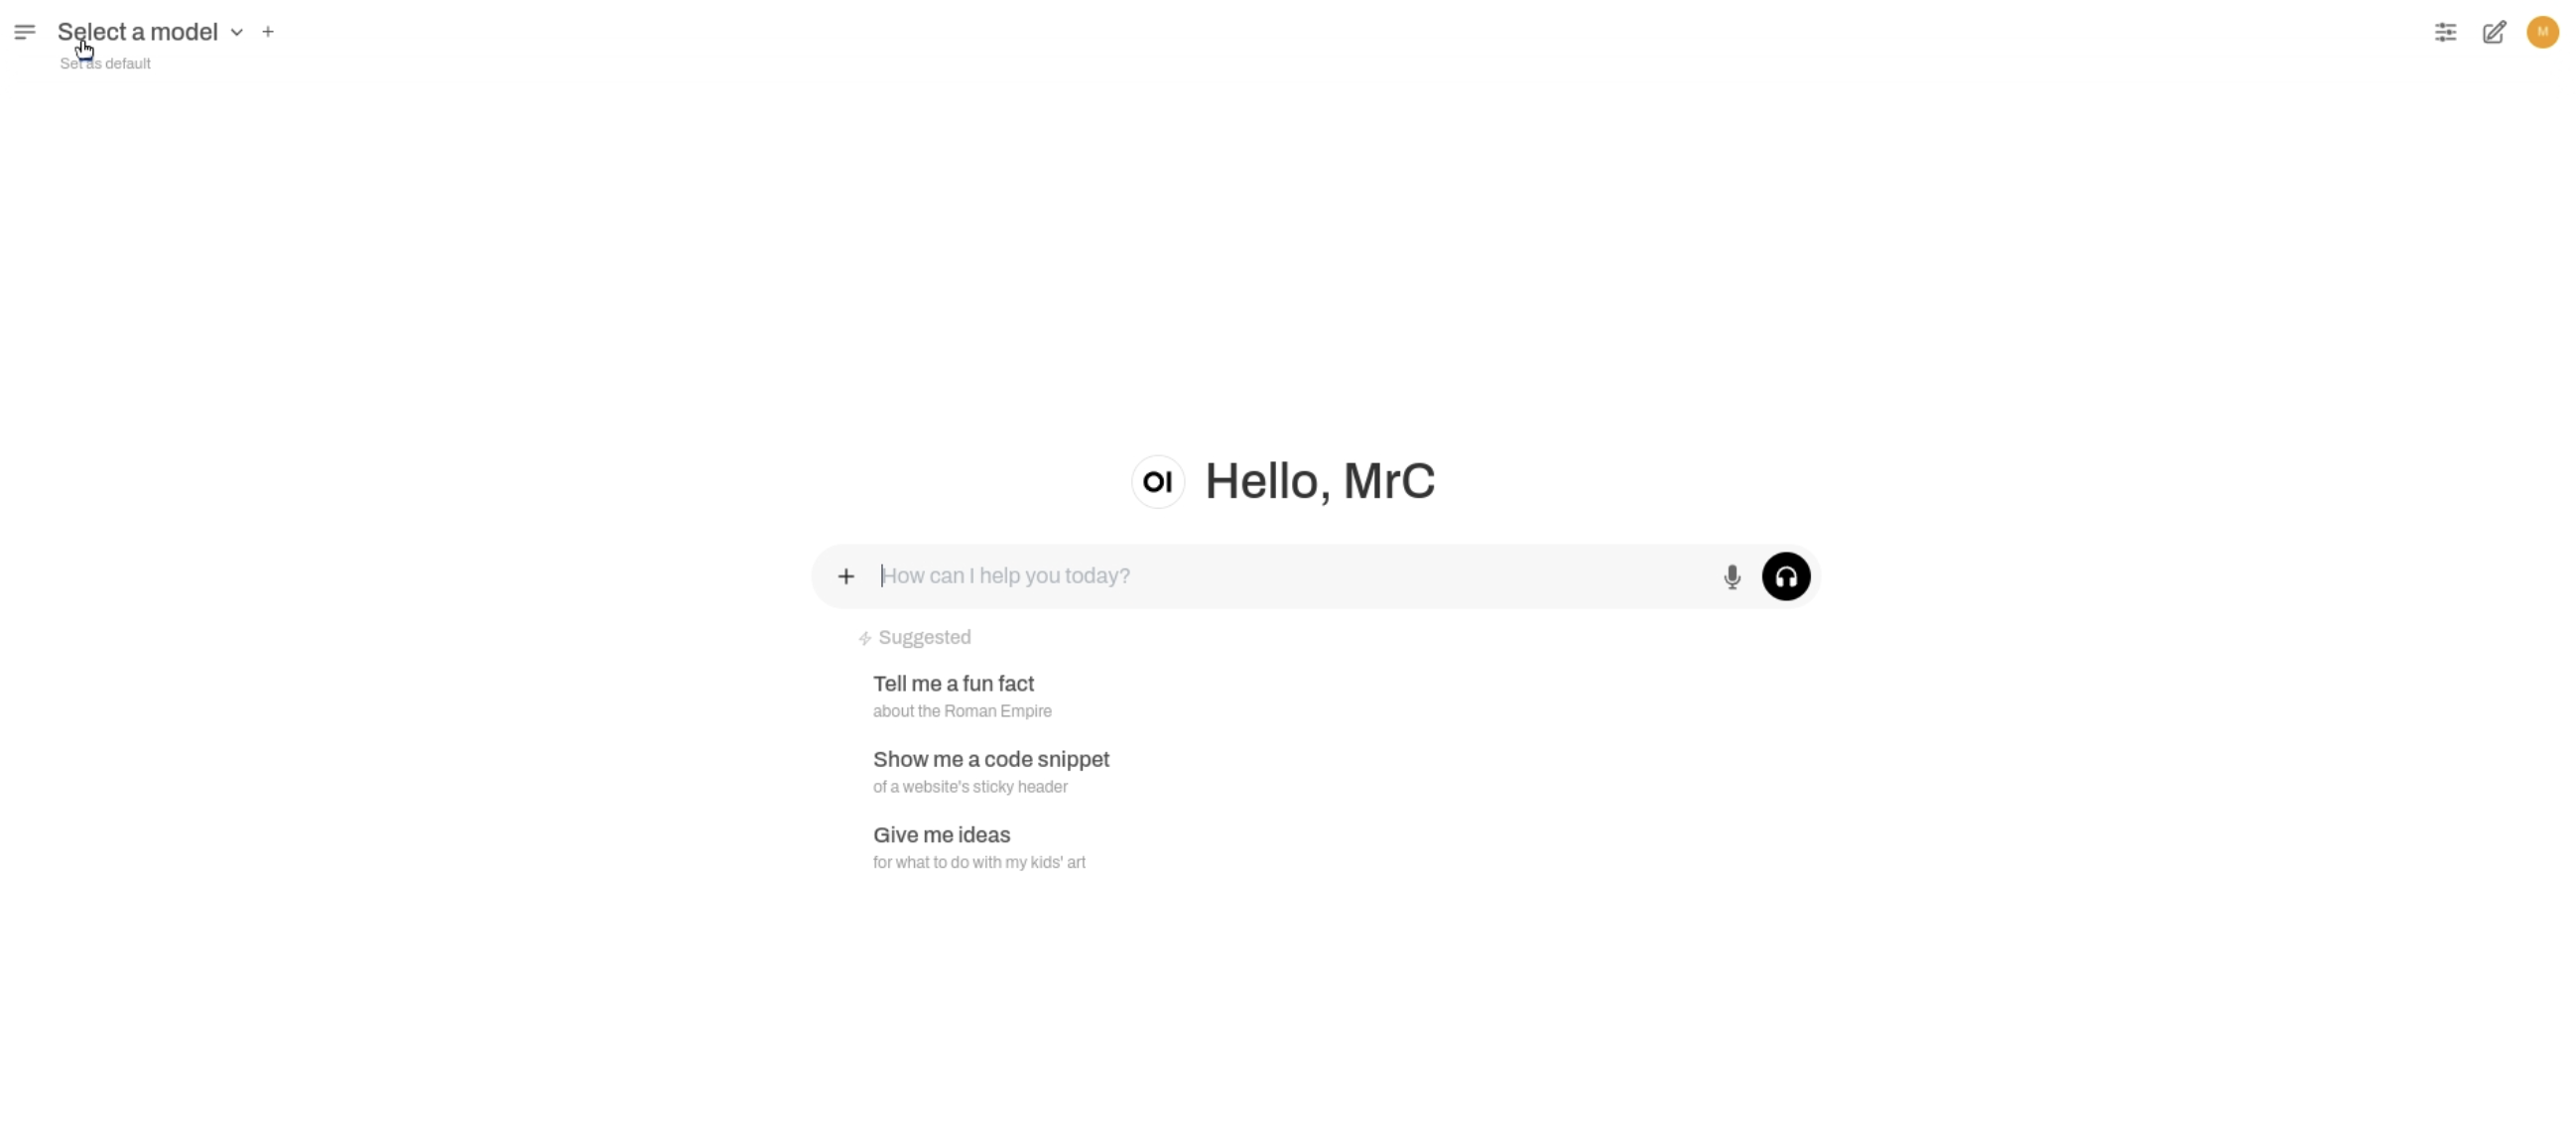 Select a model
Set as default
M
OI Hello, MrC
How can I help you today?
Suggested
Tell me a fun fact
about the Roman Empire
Show me a code snippet
of a website's sticky header
Give me ideas
for what to do with my kids' art